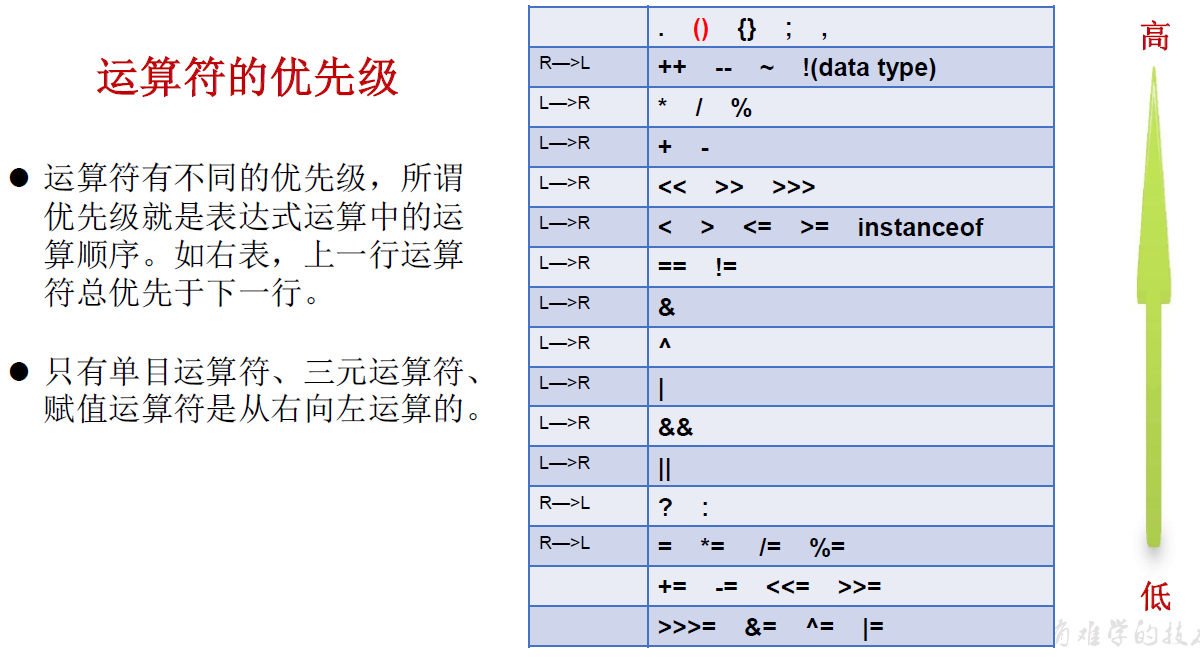 运算符的优先级
● 运算符有不同的优先级，所谓
优先级就是表达式运算中的运
算顺序。如右表，上一行运算
符总优先于下一行。
● 只有单目运算符、三元运算符、
赋值运算符是从右向左运算的。
. () {} ; ,
R—>L ++ -- ~ !(data type)
L—>R * / %
L—>R + -
L—>R << >> >>>
L—>R < > <= >= instanceof
L—>R == !=
L—>R &
L—>R ^
L—>R |
L—>R &&
L—>R ||
R—>L ? :
R—>L = *= /= %=
+= -= <<= >>=
>>>= &= ^= |=
高
低
难学的技